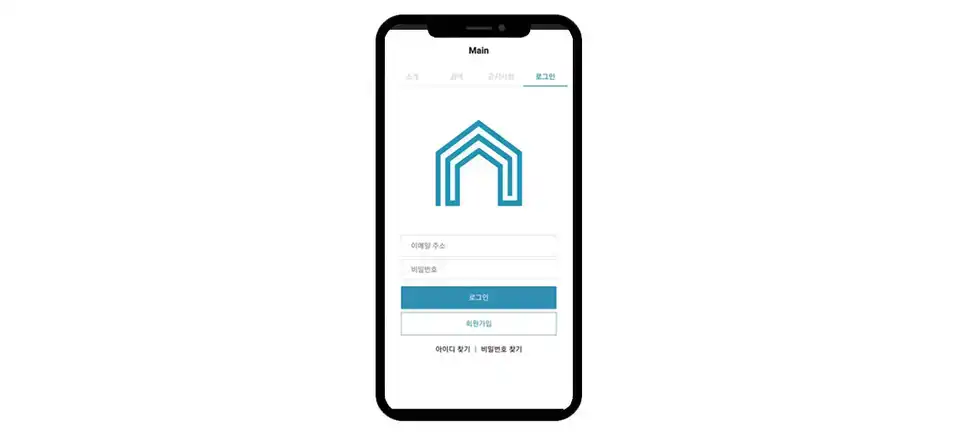 Main
소개 검색 공지사항 로그인
이메일 주소
비밀번호
로그인
회원가입
아이디 찾기 | 비밀번호 찾기